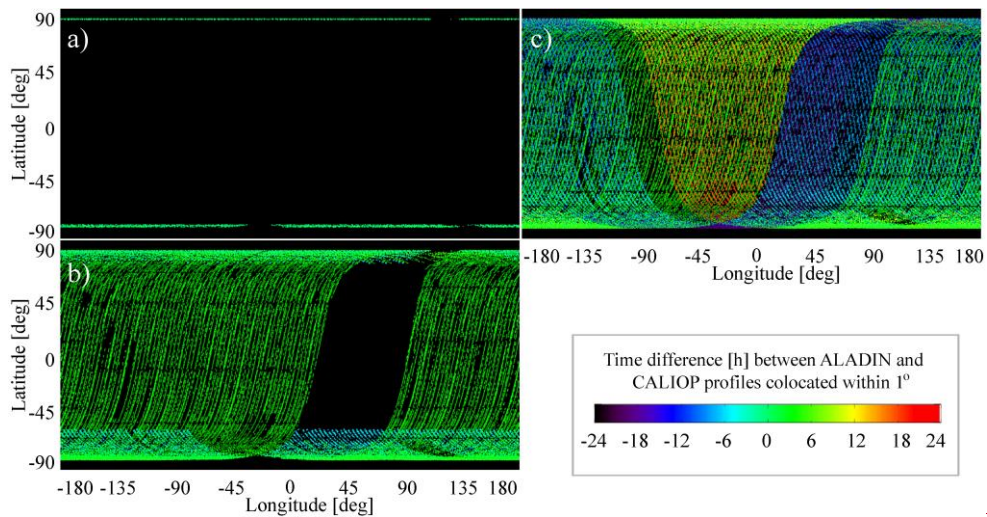 a)
Latitude [deg]
90
45
0
-45
-90
b)
Latitude [deg]
90
45
0
-45
-90
-180 -135 -90 -45 0 45 90 135 180
Longitude [deg]
c)
-180 -135 -90 -45 0 45 90 135 180
Longitude [deg]
Time difference [h] between ALADIN and
CALIOP profiles colocated within 1°
-24 -18 -12 -6 0 6 12 18 24